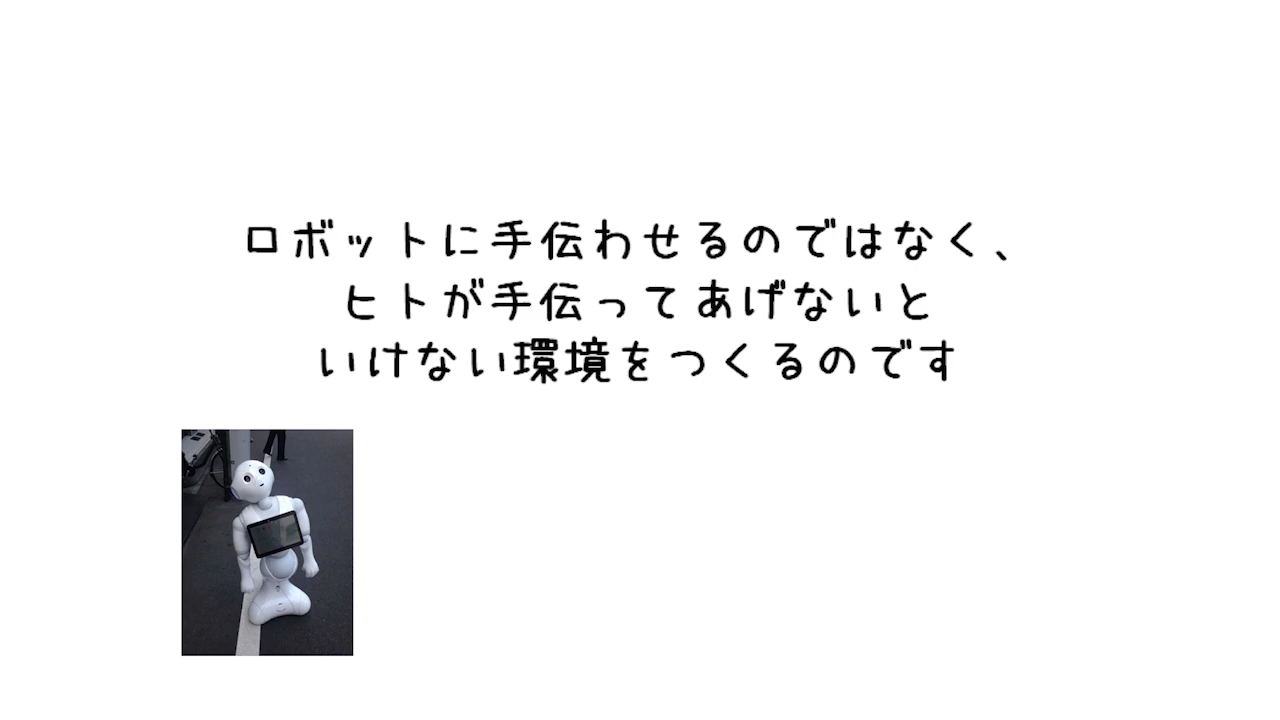 ロボットに手伝わせるのではなく、
ヒトが手伝ってあげないと
いけない環境をつくるのです